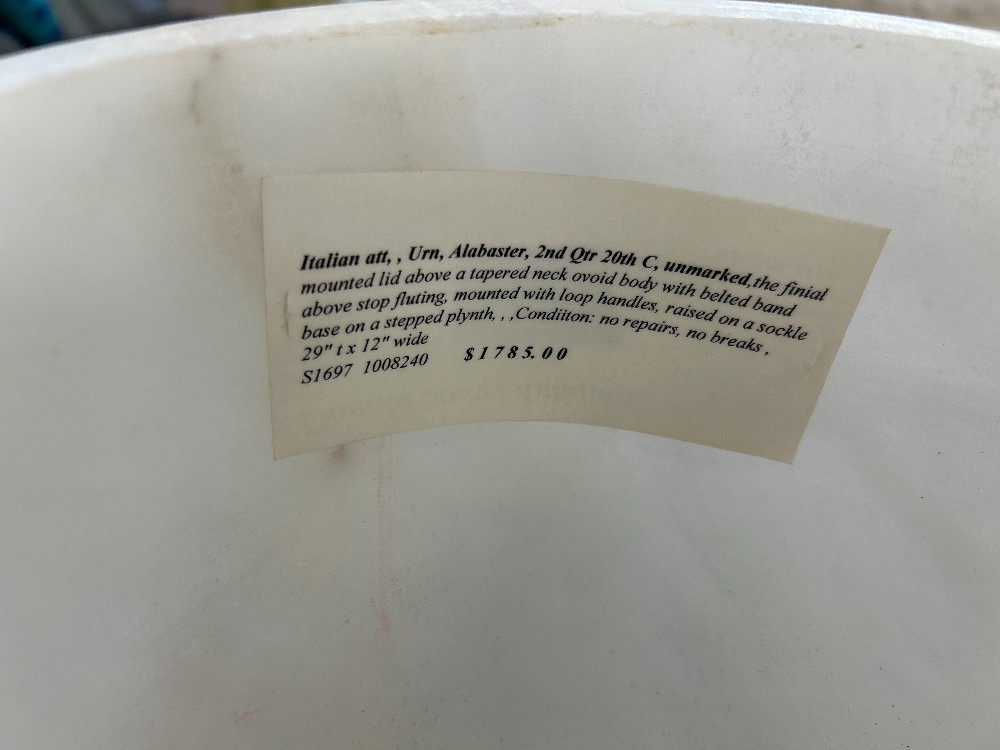 Italian att, , Urn, Alabaster, 2nd Qtr 20th C, unmarked,the finial
mounted lid above a tapered neck ovoid body with belted band
above stop fluting, mounted with loop handles, raised on a sockle
base on a stepped plynth, , ,Condiiton: no repairs, no breaks ,
29" t x 12" wide
S1697 1008240 $1785.00